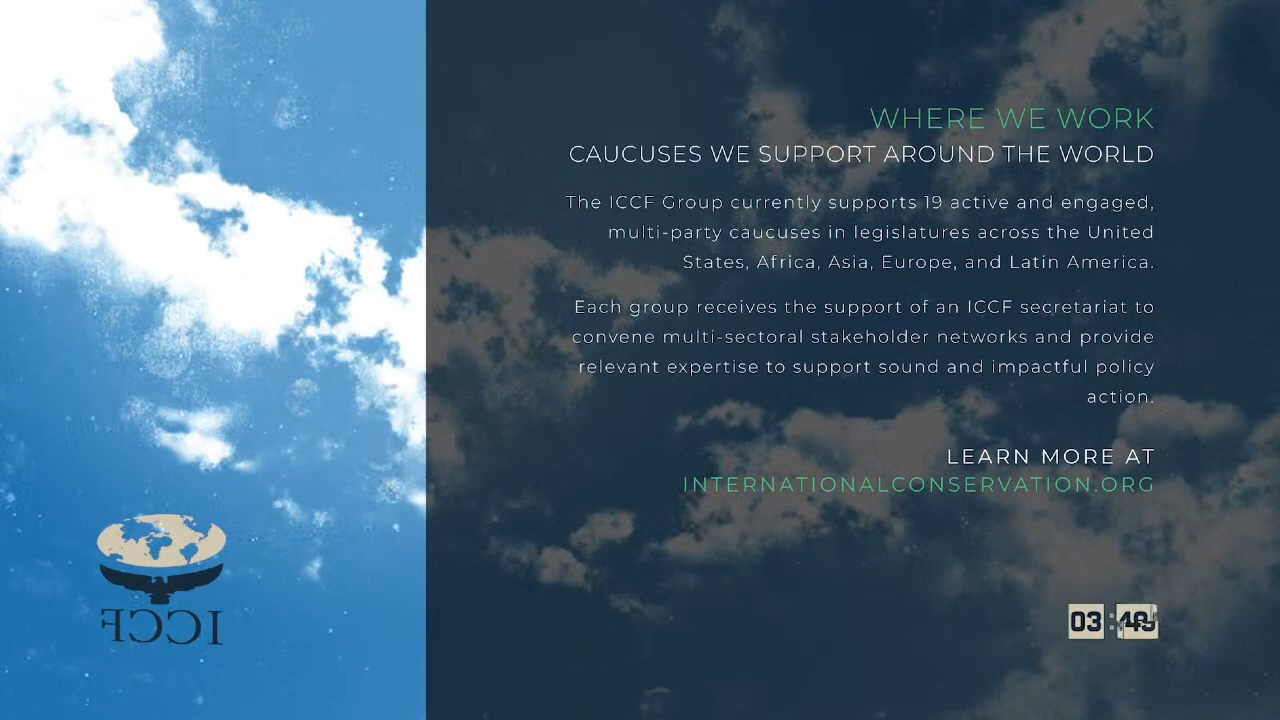 WHERE WE WORK
CAUCUSES WE SUPPORT AROUND THE WORLD
The ICCF Group currently supports 19 active and engaged,
multi-party caucuses in legislatures across the United
States, Africa, Asia, Europe, and Latin America.
Each group receives the support of an ICCF secretariat to
convene multi-sectoral stakeholder networks and provide
relevant expertise to support sound and impactful policy
action.
LEARN MORE AT
INTERNATIONALCONSERVATION.ORG
ICCF
03